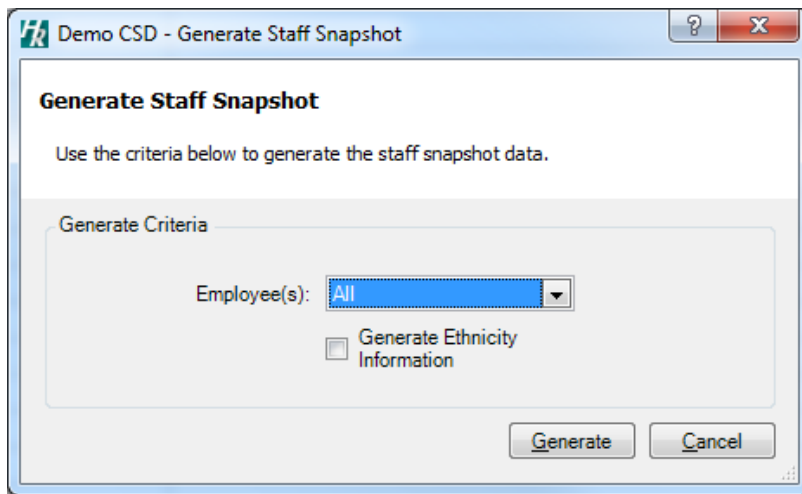 Demo CSD - Generate Staff Snapshot
Generate Staff Snapshot
Use the criteria below to generate the staff snapshot data.
Generate Criteria
Employee(s): All
Generate Ethnicity
Information
Generate Cancel